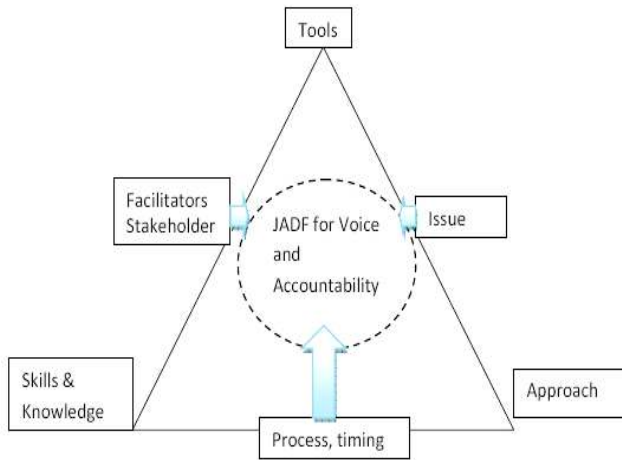 Tools
Facilitators
Stakeholder
JADF for Voice
and
Accountability
Issue
Skills &
Knowledge
Approach
Process, timing